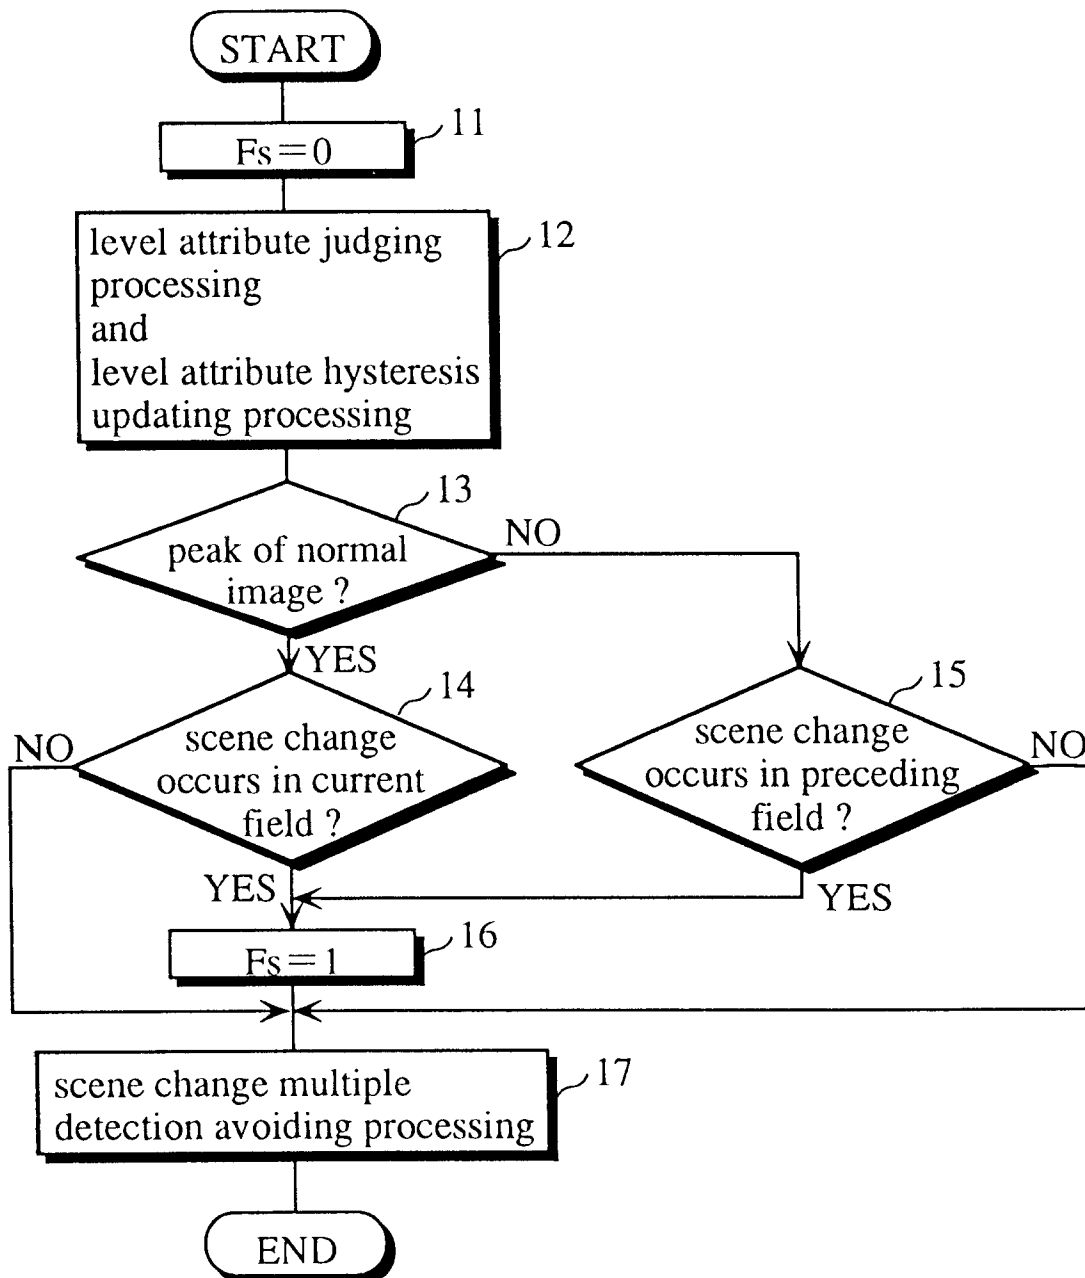 START
11
Fs=0
12
level attribute judging
processing
and
level attribute hysteresis
updating processing
13
peak of normal
image ?
NO
YES
14
15
scene change
occurs in current
field ?
NO
scene change
occurs in preceding
field ?
NO
YES
YES
16
Fs=1
17
scene change multiple
detection avoiding processing
END